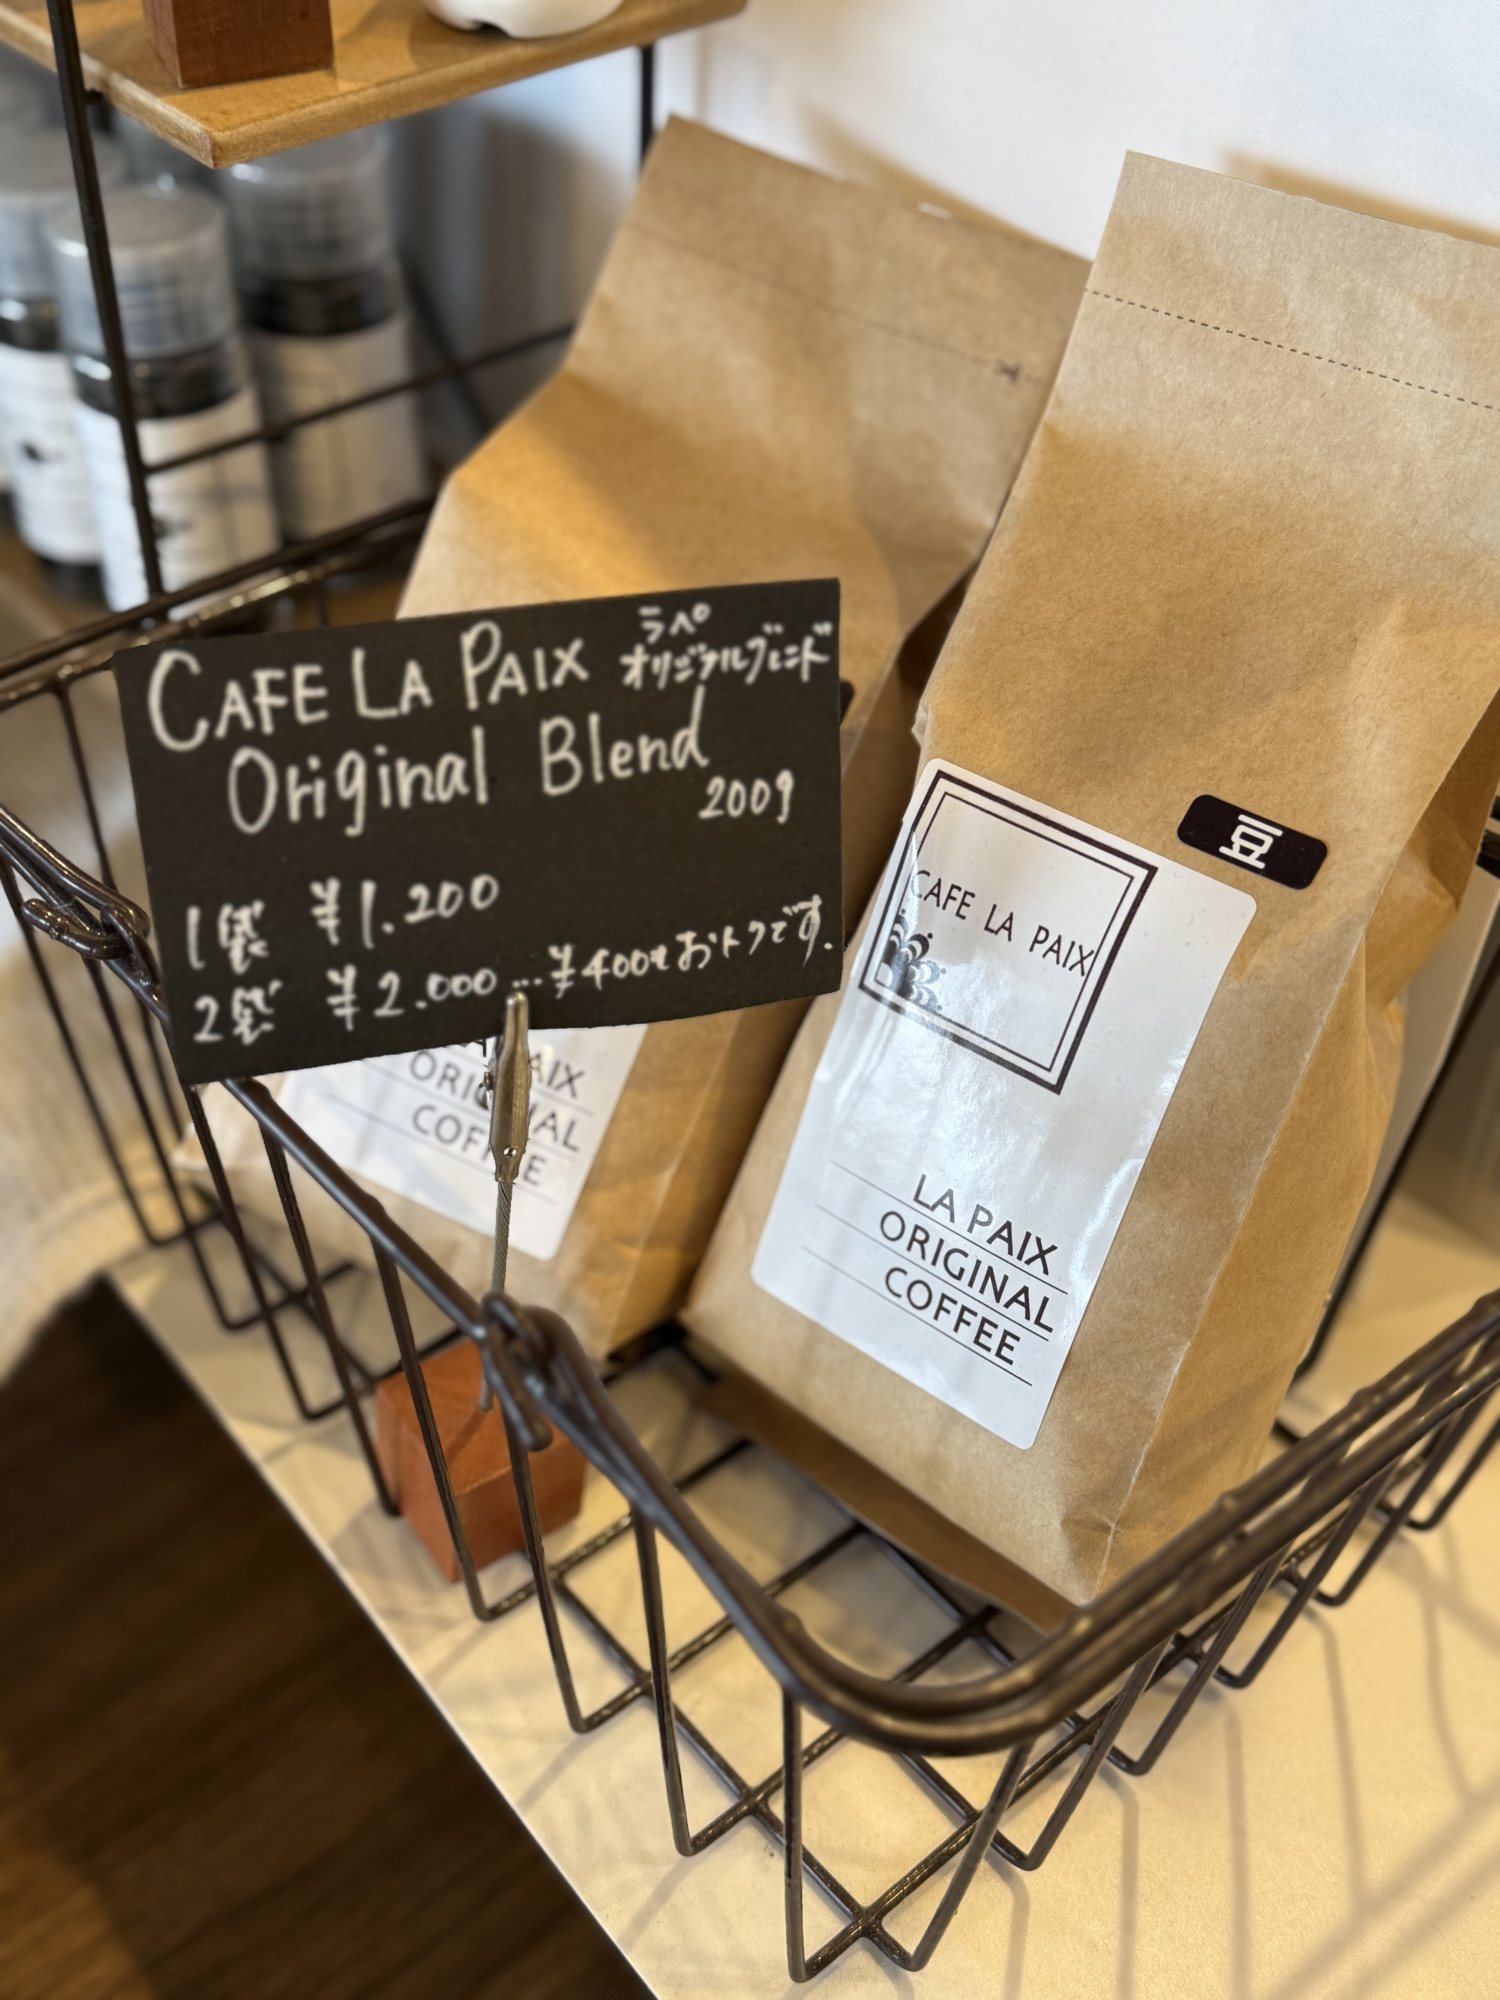 CAFE LA PAIX
ラペ
オリジナルブレンド
Original Blend
200g
1袋 ¥1.200
2袋 ¥2.000…¥400もおトクです.
豆
CAFE LA PAIX
LA PAIX
ORIGINAL
COFFEE
AIX
ORIGINAL
COFFEE